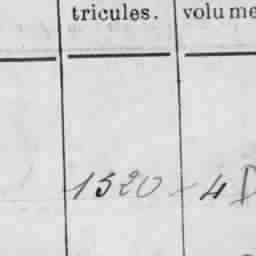 tricules. volume
1520 - 4 D